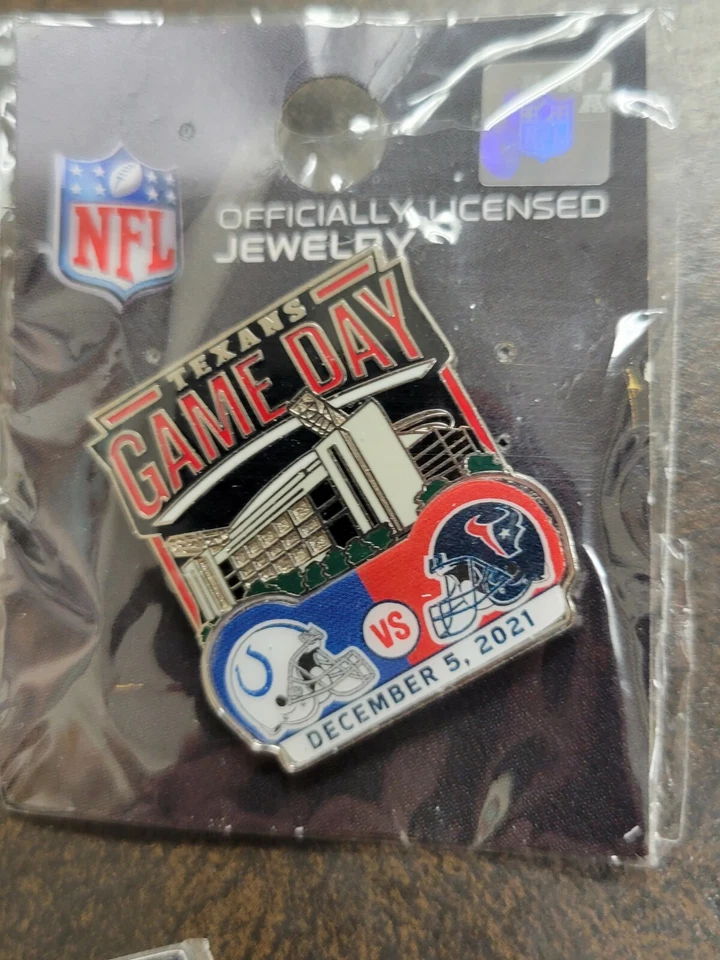 NFL
OFFICIALLY LICENSED
JEWELRY
TEXANS
GAME DAY
VS
DECEMBER 5, 2021